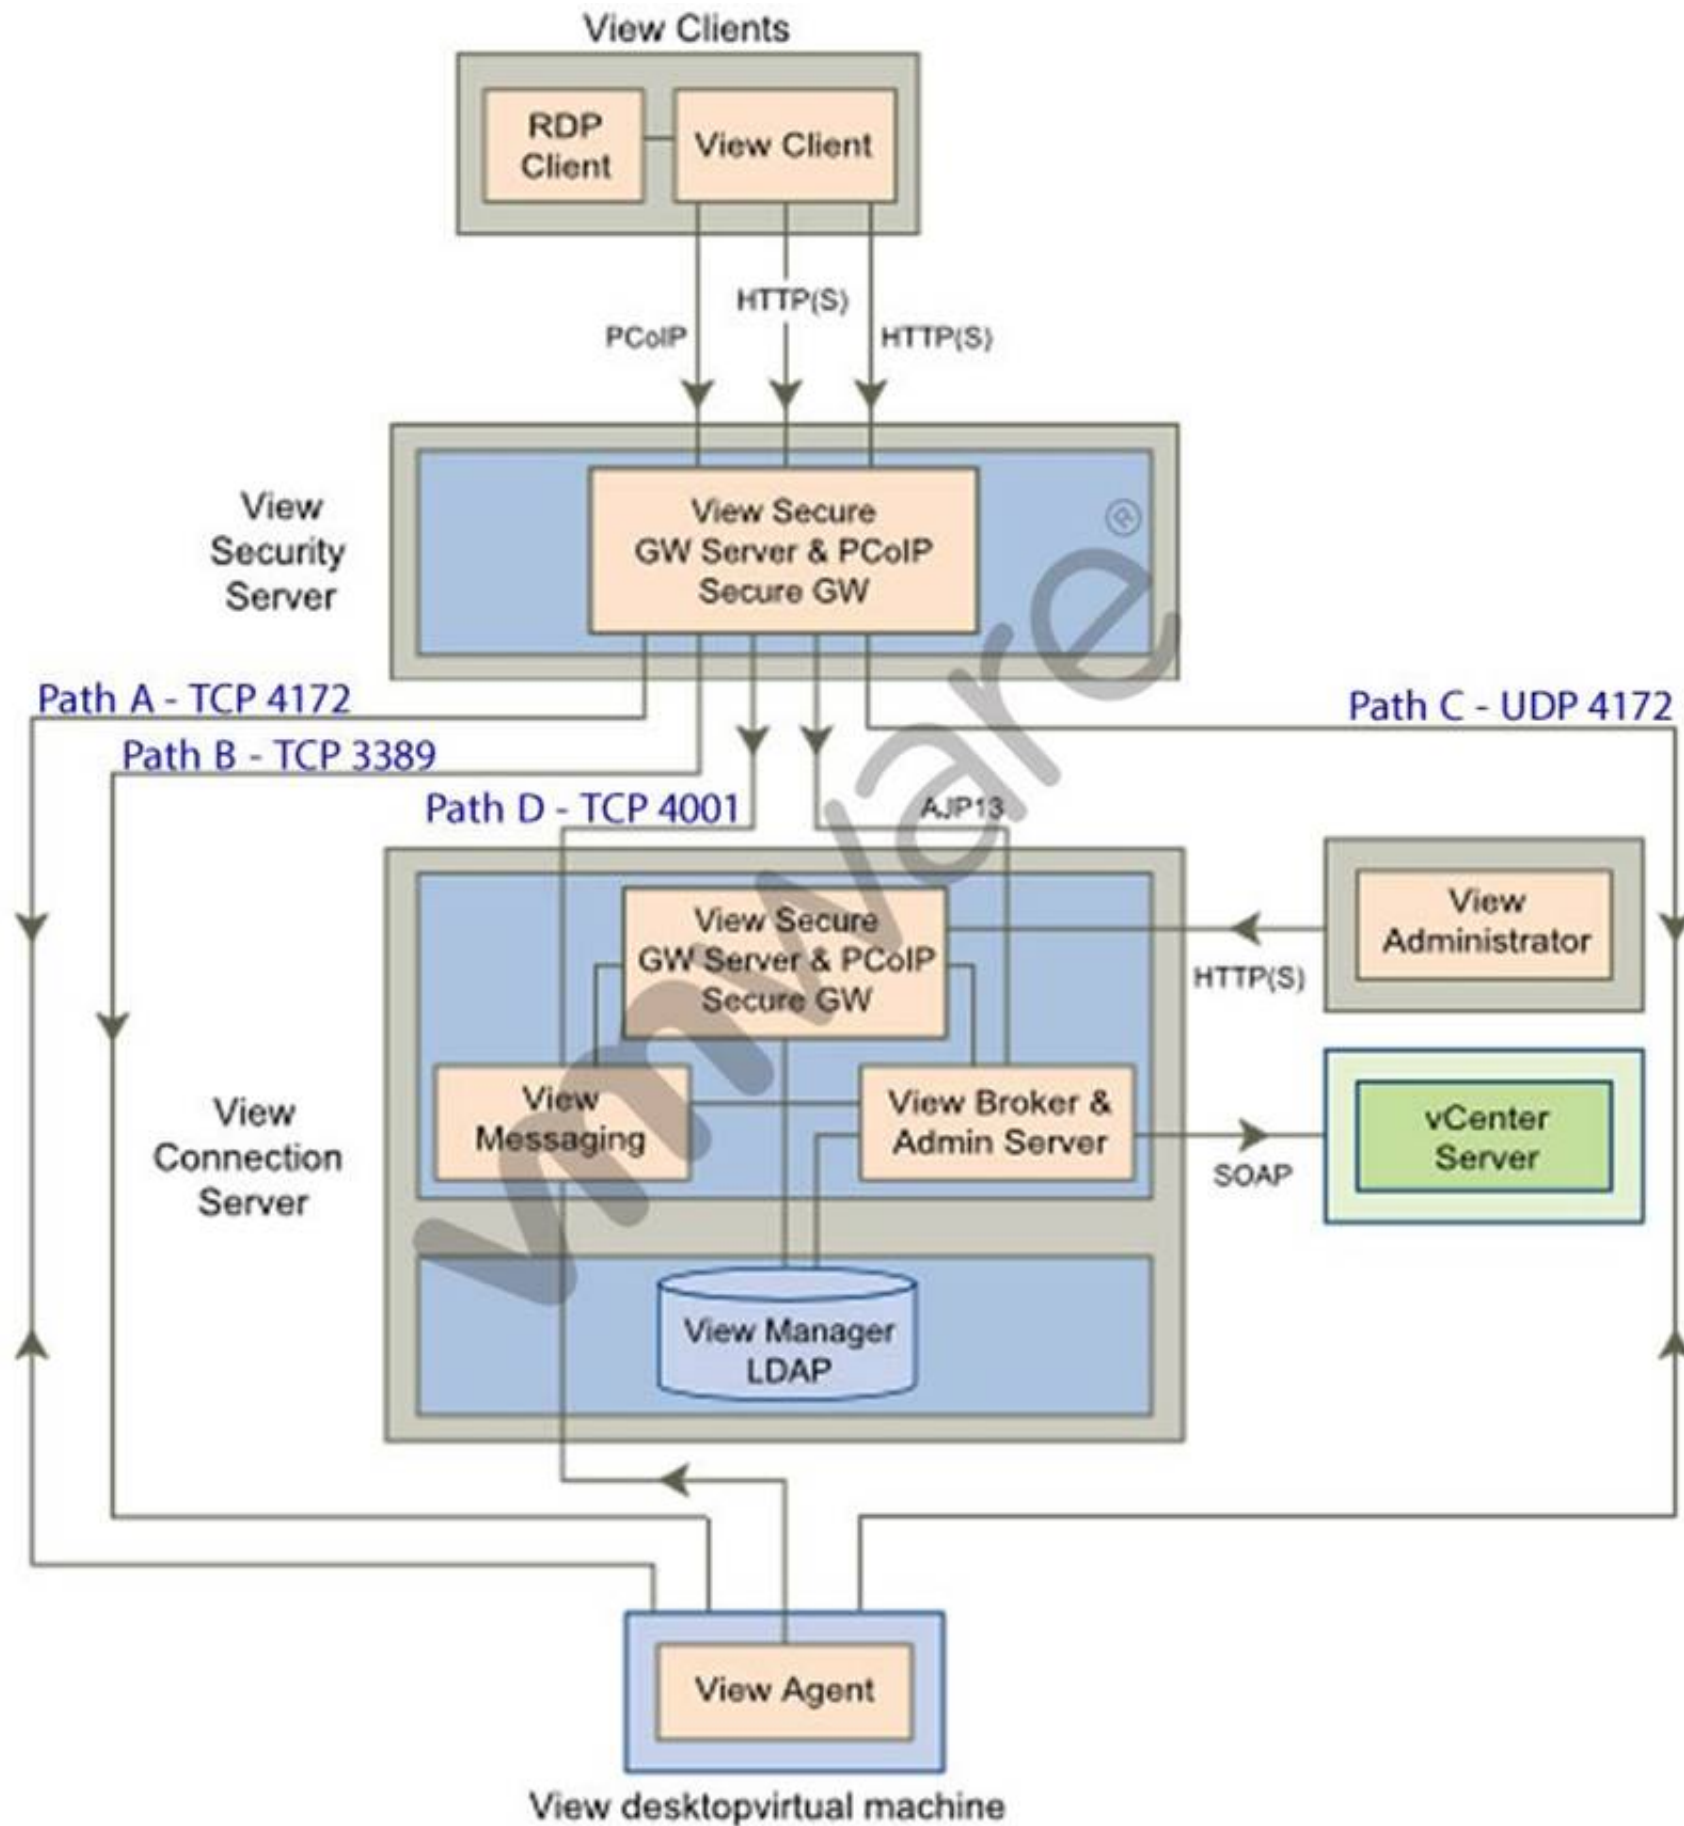 View Clients
RDP
Client
View Client
HTTP(S)
PCoIP
HTTP(S)
View
Security
Server
View Secure
GW Server & PCoIP
Secure GW
Path A - TCP 4172
Path C - UDP 4172
Path B - TCP 3389
Path D - TCP 4001
AJP13
View Secure
GW Server & PCoIP
Secure GW
View
Administrator
HTTP(S)
View
Messaging
View Broker &
Admin Server
vCenter
Server
SOAP
View
Connection
Server
View Manager
LDAP
View Agent
View desktopvirtual machine
vmware®